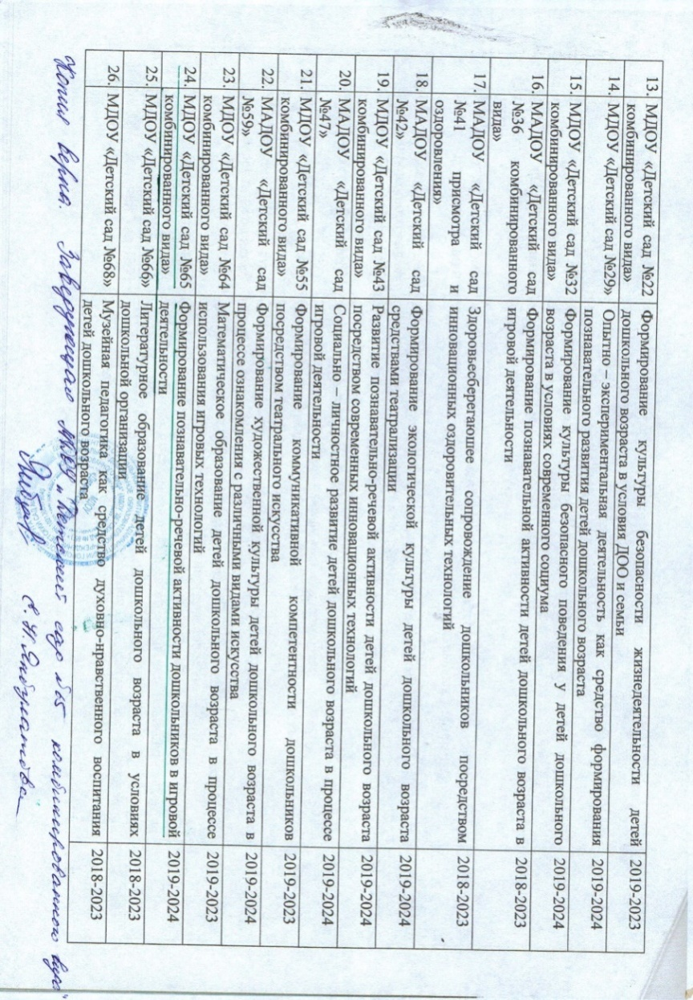 13. МДОУ «Детский сад №22 Формирование культуры безопасности жизнедеятельности детей 2019-2023
комбинированного вида» дошкольного возраста в условия ДОО и семьи
14. МДОУ «Детский сад №29» Опытно – экспериментальная деятельность как средство формирования 2019-2024
познавательного развития детей дошкольного возраста
15. МДОУ «Детский сад №32 Формирование культуры безопасного поведения у детей дошкольного 2019-2024
комбинированного вида» возраста в условиях современного социума
16. МАДОУ «Детский сад Формирование познавательной активности детей дошкольного возраста в 2018-2023
№36 комбинированного игровой деятельности
вида»
17. МАДОУ «Детский сад Здоровьесберегающее сопровождение дошкольников посредством 2018-2023
№41 присмотра и инновационных оздоровительных технологий
оздоровления»
18. МАДОУ «Детский сад Формирование экологической культуры детей дошкольного возраста 2019-2024
№42» средствами театрализации
19. МДОУ «Детский сад №43 Развитие познавательно-речевой активности детей дошкольного возраста 2019-2024
комбинированного вида» посредством современных инновационных технологий
20. МАДОУ «Детский сад Социально – личностное развитие детей дошкольного возраста в процессе 2019-2024
№47» игровой деятельности
21. МДОУ «Детский сад №55 Формирование коммуникативной компетентности дошкольников 2019-2023
комбинированного вида» посредством театрального искусства
22. МАДОУ «Детский сад Формирование художественной культуры детей дошкольного возраста в 2019-2024
№59» процессе ознакомления с различными видами искусства
23. МДОУ «Детский сад №64 Математическое образование детей дошкольного возраста в процессе 2019-2023
комбинированного вида» использования игровых технологий
24. МДОУ «Детский сад №65 Формирование познавательно-речевой активности дошкольников в игровой 2019-2024
комбинированного вида» деятельности
25. МДОУ «Детский сад №66» Литературное образование детей дошкольного возраста в условиях 2018-2023
дошкольной организации
26. МДОУ «Детский сад №68» Музейная педагогика как средство духовно-нравственного воспитания 2018-2023
детей дошкольного возраста
Копия верна. Заведующая МДОУ "Детский сад №65 комбинированного вида"